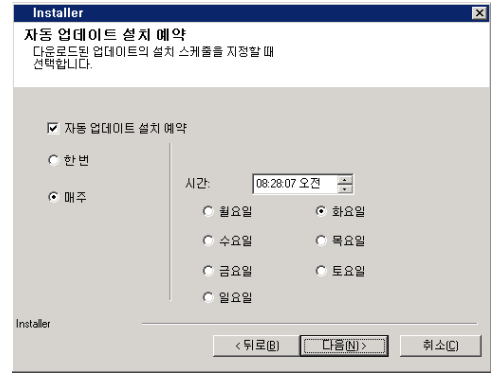 Installer
자동 업데이트 설치 예약
다운로드된 업데이트의 설치 스케줄을 지정할 때
선택합니다.
자동 업데이트 설치 예약
한 번
매주
시간: 08:28:07 오전
월요일 화요일
수요일 목요일
금요일 토요일
일요일
Installer
< 뒤로(B) 다음(N) > 취소(C)